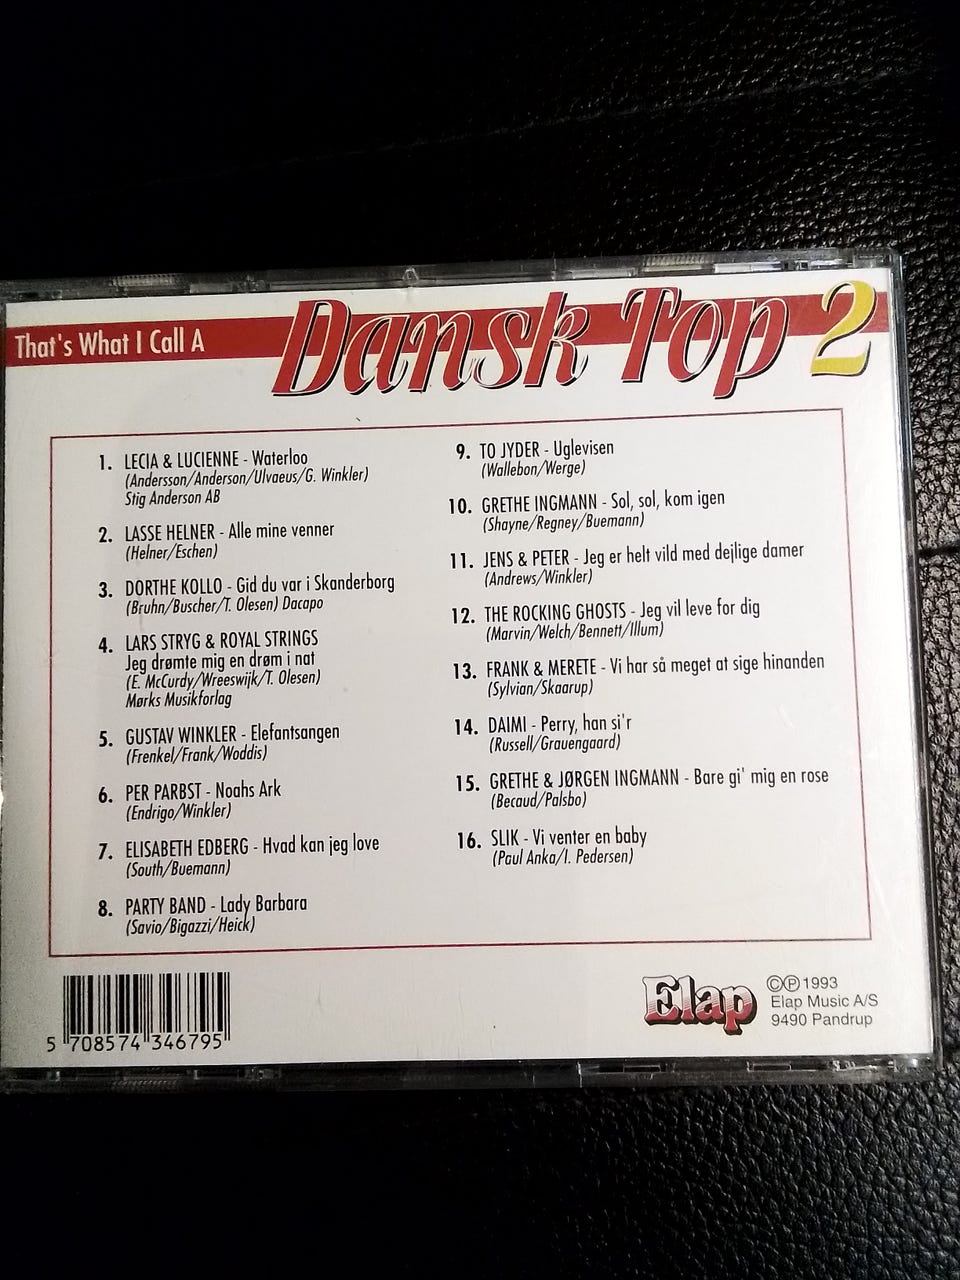 That's What I Call A
Dansk Top 2
1. LECIA & LUCIENNE - Waterloo
(Andersson/Anderson/Ulvaeus/G. Winkler)
Stig Anderson AB
2. LASSE HELNER - Alle mine venner
(Helner/Eschen)
3. DORTHE KOLLO - Gid du var i Skanderborg
(Bruhn/Buscher/T. Olesen) Dacapo
4. LARS STRYG & ROYAL STRINGS
Jeg drømte mig en drøm i nat
(E. McCurdy/Wreeswijk/T. Olesen)
Mørks Musikforlag
5. GUSTAV WINKLER - Elefantsangen
(Frenkel/Frank/Woddis)
6. PER PARBST - Noahs Ark
(Endrigo/Winkler)
7. ELISABETH EDBERG - Hvad kan jeg love
(South/Buemann)
8. PARTY BAND - Lady Barbara
(Savio/Bigazzi/Heick)
9. TO JYDER - Uglevisen
(Wallebon/Werge)
10. GRETHE INGMANN - Sol, sol, kom igen
(Shayne/Regney/Buemann)
11. JENS & PETER - Jeg er helt vild med dejlige damer
(Andrews/Winkler)
12. THE ROCKING GHOSTS - Jeg vil leve for dig
(Marvin/Welch/Bennett/Illum)
13. FRANK & MERETE - Vi har så meget at sige hinanden
(Sylvian/Skaarup)
14. DAIMI - Perry, han si'r
(Russell/Grauengaard)
15. GRETHE & JØRGEN INGMANN - Bare gi' mig en rose
(Becaud/Palsbo)
16. SLIK - Vi venter en baby
(Paul Anka/I. Pedersen)
5 708574 346795
Elap
©℗ 1993
Elap Music A/S
9490 Pandrup